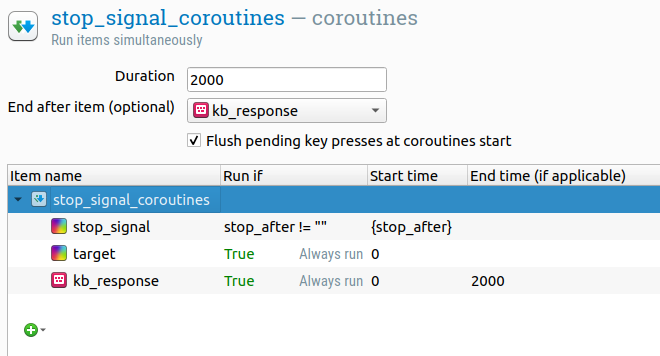 stop_signal_coroutines — coroutines
Run items simultaneously
Duration 2000
End after item (optional) kb_response
Flush pending key presses at coroutines start
Item name Run if Start time End time (if applicable)
stop_signal_coroutines
stop_signal stop_after != "" {stop_after}
target True Always run 0
kb_response True Always run 0 2000